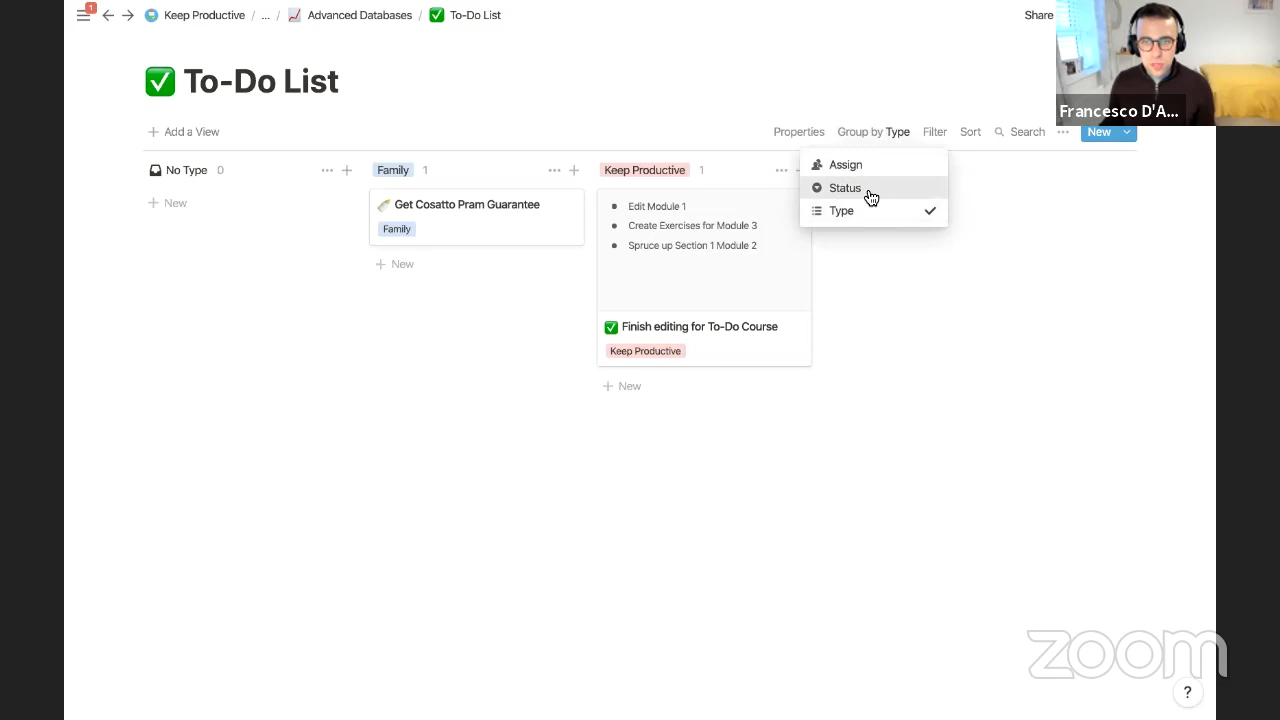 1
Keep Productive / ... / Advanced Databases / To-Do List
Share
Francesco D'A...
To-Do List
Add a View
Properties Group by Type Filter Sort Search ··· New
No Type 0 ···
Family 1 ···
Keep Productive 1 ···
Assign
Status
Type
New
Get Cosatto Pram Guarantee
Family
New
• Edit Module 1
• Create Exercises for Module 3
• Spruce up Section 1 Module 2
Finish editing for To-Do Course
Keep Productive
New
zoom
?